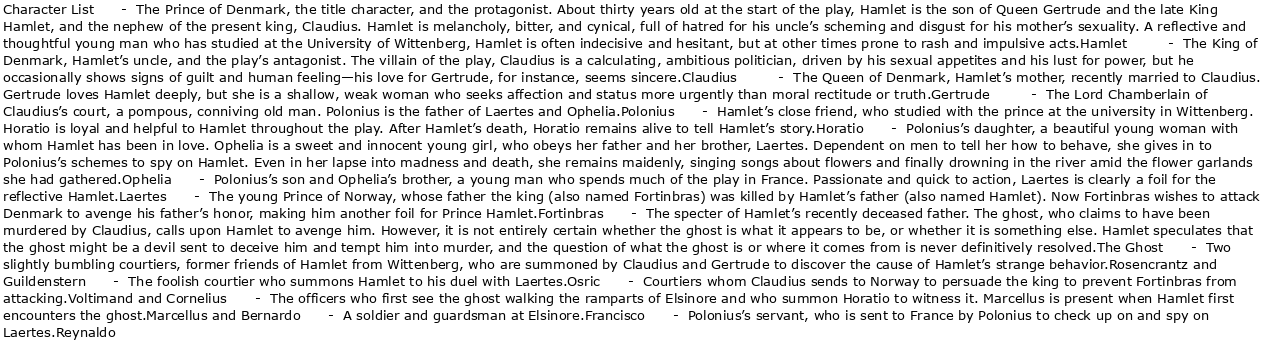 Character List - The Prince of Denmark, the title character, and the protagonist. About thirty years old at the start of the play, Hamlet is the son of Queen Gertrude and the late King
Hamlet, and the nephew of the present king, Claudius. Hamlet is melancholy, bitter, and cynical, full of hatred for his uncle’s scheming and disgust for his mother’s sexuality. A reflective and
thoughtful young man who has studied at the University of Wittenberg, Hamlet is often indecisive and hesitant, but at other times prone to rash and impulsive acts.Hamlet - The King of
Denmark, Hamlet’s uncle, and the play’s antagonist. The villain of the play, Claudius is a calculating, ambitious politician, driven by his sexual appetites and his lust for power, but he
occasionally shows signs of guilt and human feeling—his love for Gertrude, for instance, seems sincere.Claudius - The Queen of Denmark, Hamlet’s mother, recently married to Claudius.
Gertrude loves Hamlet deeply, but she is a shallow, weak woman who seeks affection and status more urgently than moral rectitude or truth.Gertrude - The Lord Chamberlain of
Claudius’s court, a pompous, conniving old man. Polonius is the father of Laertes and Ophelia.Polonius - Hamlet’s close friend, who studied with the prince at the university in Wittenberg.
Horatio is loyal and helpful to Hamlet throughout the play. After Hamlet’s death, Horatio remains alive to tell Hamlet’s story.Horatio - Polonius’s daughter, a beautiful young woman with
whom Hamlet has been in love. Ophelia is a sweet and innocent young girl, who obeys her father and her brother, Laertes. Dependent on men to tell her how to behave, she gives in to
Polonius’s schemes to spy on Hamlet. Even in her lapse into madness and death, she remains maidenly, singing songs about flowers and finally drowning in the river amid the flower garlands
she had gathered.Ophelia - Polonius’s son and Ophelia’s brother, a young man who spends much of the play in France. Passionate and quick to action, Laertes is clearly a foil for the
reflective Hamlet.Laertes - The young Prince of Norway, whose father the king (also named Fortinbras) was killed by Hamlet’s father (also named Hamlet). Now Fortinbras wishes to attack
Denmark to avenge his father’s honor, making him another foil for Prince Hamlet.Fortinbras - The specter of Hamlet’s recently deceased father. The ghost, who claims to have been
murdered by Claudius, calls upon Hamlet to avenge him. However, it is not entirely certain whether the ghost is what it appears to be, or whether it is something else. Hamlet speculates that
the ghost might be a devil sent to deceive him and tempt him into murder, and the question of what the ghost is or where it comes from is never definitively resolved.The Ghost - Two
slightly bumbling courtiers, former friends of Hamlet from Wittenberg, who are summoned by Claudius and Gertrude to discover the cause of Hamlet’s strange behavior.Rosencrantz and
Guildenstern - The foolish courtier who summons Hamlet to his duel with Laertes.Osric - Courtiers whom Claudius sends to Norway to persuade the king to prevent Fortinbras from
attacking.Voltimand and Cornelius - The officers who first see the ghost walking the ramparts of Elsinore and who summon Horatio to witness it. Marcellus is present when Hamlet first
encounters the ghost.Marcellus and Bernardo - A soldier and guardsman at Elsinore.Francisco - Polonius’s servant, who is sent to France by Polonius to check up on and spy on
Laertes.Reynaldo